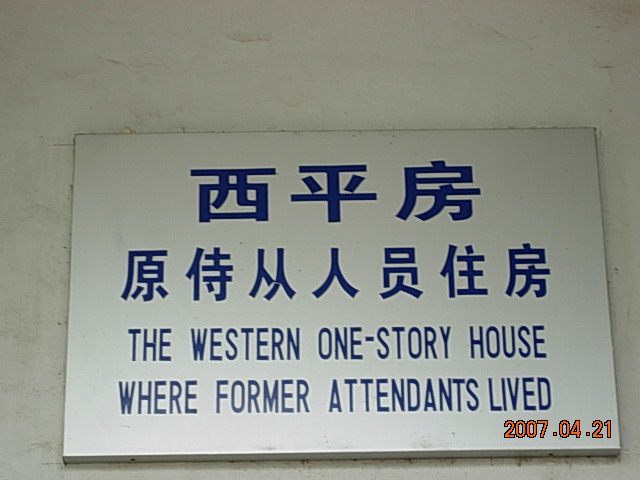 西平房
原侍从人员住房
THE WESTERN ONE-STORY HOUSE
WHERE FORMER ATTENDANTS LIVED
2007.04.21